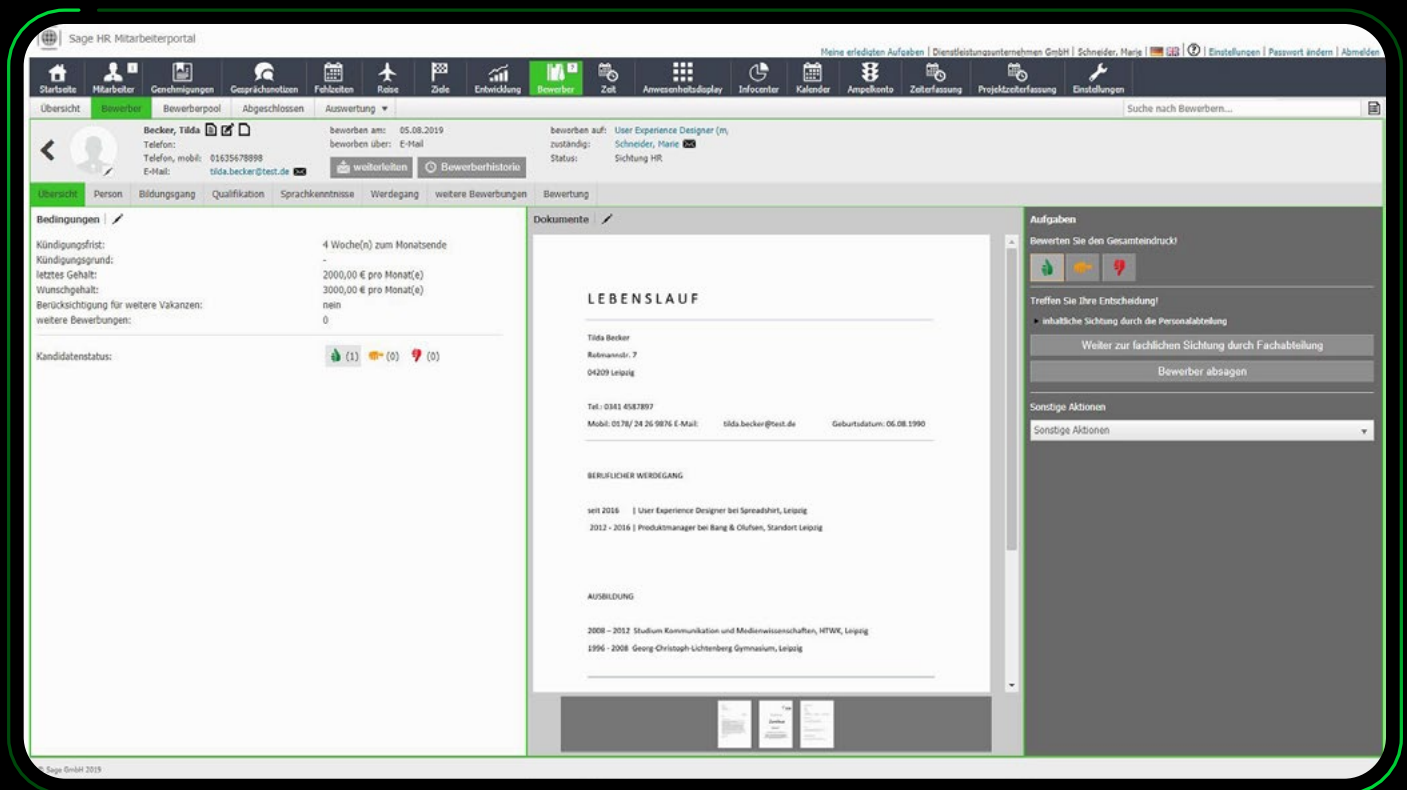 Sage HR Mitarbeiterportal
Meine erledigten Aufgaben | Dienstleistungsunternehmen GmbH | Schneider, Marie | Einstellungen | Passwort ändern | Abmelden
Startseite Mitarbeiter Genehmigungen Gesprächsnotizen Fehlzeiten Reise Ziele Entwicklung Bewerber Zeit Anwesenheitsdisplay Infocenter Kalender Ampelkonto Zeiterfassung Projektzeiterfassung Einstellungen
Übersicht Bewerber Bewerberpool Abgeschlossen Auswertung Suche nach Bewerbern...
Becker, Tilda beworben am: 05.08.2019 beworben auf: User Experience Designer (m,
Telefon: beworben über: E-Mail zuständig: Schneider, Marie
Telefon, mobil: 01635678898 Status: Sichtung HR
E-Mail: tilda.becker@test.de weiterleiten Bewerberhistorie
Übersicht Person Bildungsgang Qualifikation Sprachkenntnisse Werdegang weitere Bewerbungen Bewertung
Bedingungen
Kündigungsfrist: 4 Woche(n) zum Monatsende
Kündigungsgrund: -
letztes Gehalt: 2000,00 € pro Monat(e)
Wunschgehalt: 3000,00 € pro Monat(e)
Berücksichtigung für weitere Vakanzen: nein
weitere Bewerbungen: 0
Kandidatenstatus: (1) (0) (0)
Dokumente
LEBENSLAUF
Tilda Becker
7
04209 Leipzig
Tel.: 0341 4587897
Mobil: 0178/ 24 26 9876 E-Mail: tilda.becker@test.de Geburtsdatum: 06.08.1990
BERUFLICHER WERDEGANG
seit 2016 | User Experience Designer bei Spreadshirt, Leipzig
2012 - 2016 | Produktmanager bei Bang & Olufsen, Standort Leipzig
AUSBILDUNG
2008 – 2012 Studium Kommunikation und Medienwissenschaften, HTWK, Leipzig
1996 - 2008 Georg-Christoph-Lichtenberg Gymnasium, Leipzig
Aufgaben
Bewerten Sie den Gesamteindruck!
Treffen Sie Ihre Entscheidung!
inhaltliche Sichtung durch die Personalabteilung
Weiter zur fachlichen Sichtung durch Fachabteilung
Bewerber absagen
Sonstige Aktionen
Sonstige Aktionen
© Sage GmbH 2019